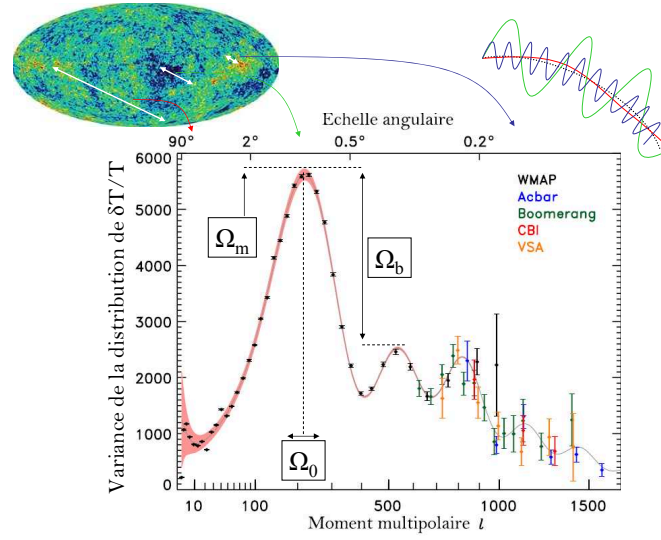 Echelle angulaire
90° 2° 0.5° 0.2°
Variance de la distribution de δT/T
6000
5000
4000
3000
2000
1000
0
WMAP
Acbar
Boomerang
CBI
VSA
Ω_m
Ω_b
Ω_0
10 100 500 1000 1500
Moment multipolaire l